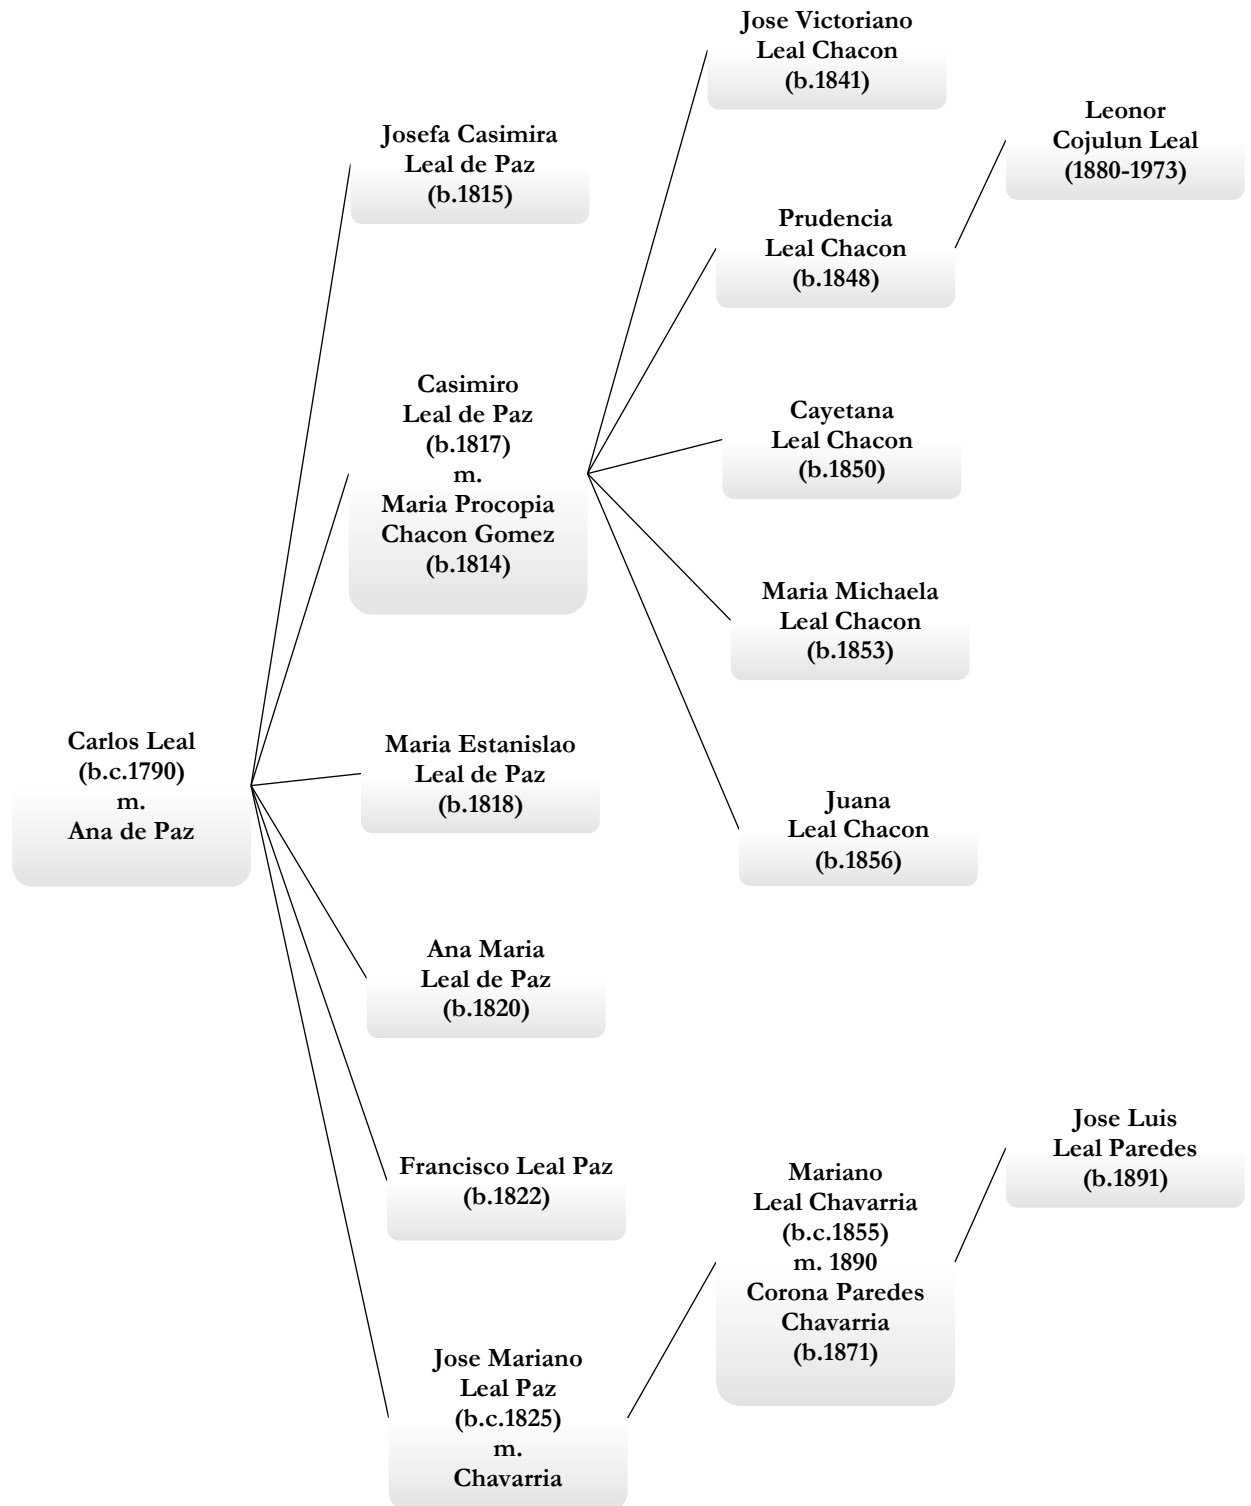 Carlos Leal
(b.c.1790)
m.
Ana de Paz
Josefa Casimira
Leal de Paz
(b.1815)
Casimiro
Leal de Paz
(b.1817)
m.
Maria Procopia
Chacon Gomez
(b.1814)
Maria Estanislao
Leal de Paz
(b.1818)
Ana Maria
Leal de Paz
(b.1820)
Francisco Leal Paz
(b.1822)
Jose Mariano
Leal Paz
(b.c.1825)
m.
Chavarria
Jose Victoriano
Leal Chacon
(b.1841)
Prudencia
Leal Chacon
(b.1848)
Cayetana
Leal Chacon
(b.1850)
Maria Michaela
Leal Chacon
(b.1853)
Juana
Leal Chacon
(b.1856)
Mariano
Leal Chavarria
(b.c.1855)
m. 1890
Corona Paredes
Chavarria
(b.1871)
Leonor
Cojulun Leal
(1880-1973)
Jose Luis
Leal Paredes
(b.1891)